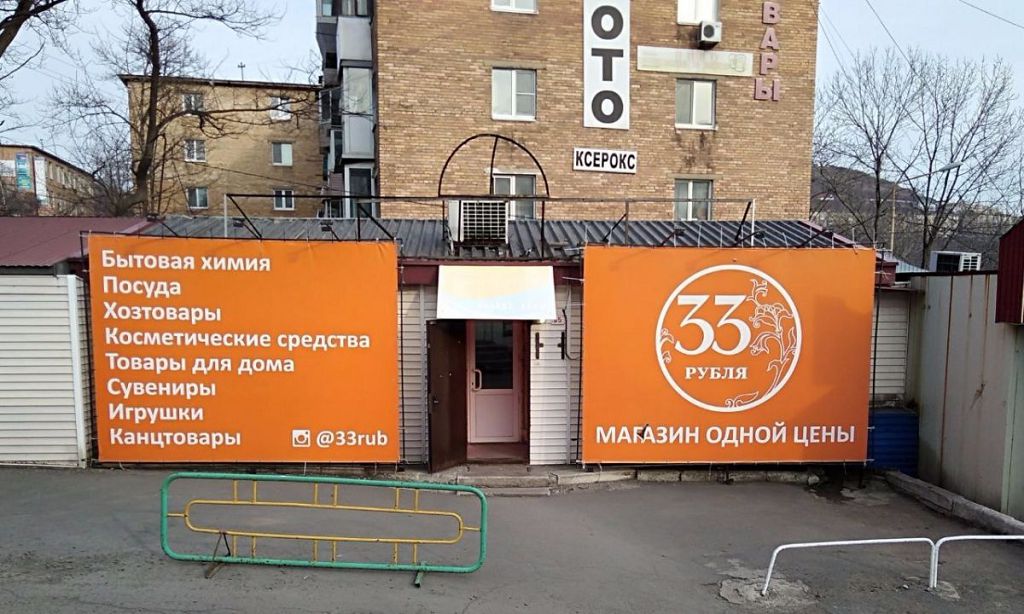 ОТО
ВАРЫ
КСЕРОКС
Бытовая химия
Посуда
Хозтовары
Косметические средства
Товары для дома
Сувениры
Игрушки
Канцтовары
@33rub
33
РУБЛЯ
МАГАЗИН ОДНОЙ ЦЕНЫ